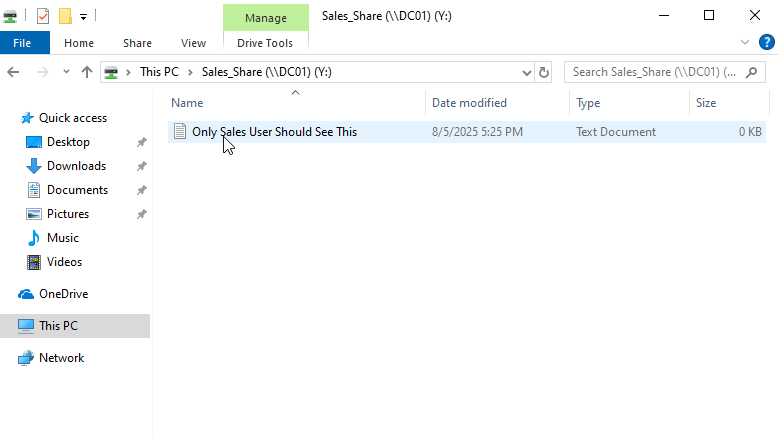 Manage
Sales_Share (\\DC01) (Y:)
File
Home
Share
View
Drive Tools
This PC
Sales_Share (\\DC01) (Y:)
Search Sales_Share (\\DC01) (...
Name
Date modified
Type
Size
Quick access
Only Sales User Should See This
8/5/2025 5:25 PM
Text Document
0 KB
Desktop
Downloads
Documents
Pictures
Music
Videos
OneDrive
This PC
Network